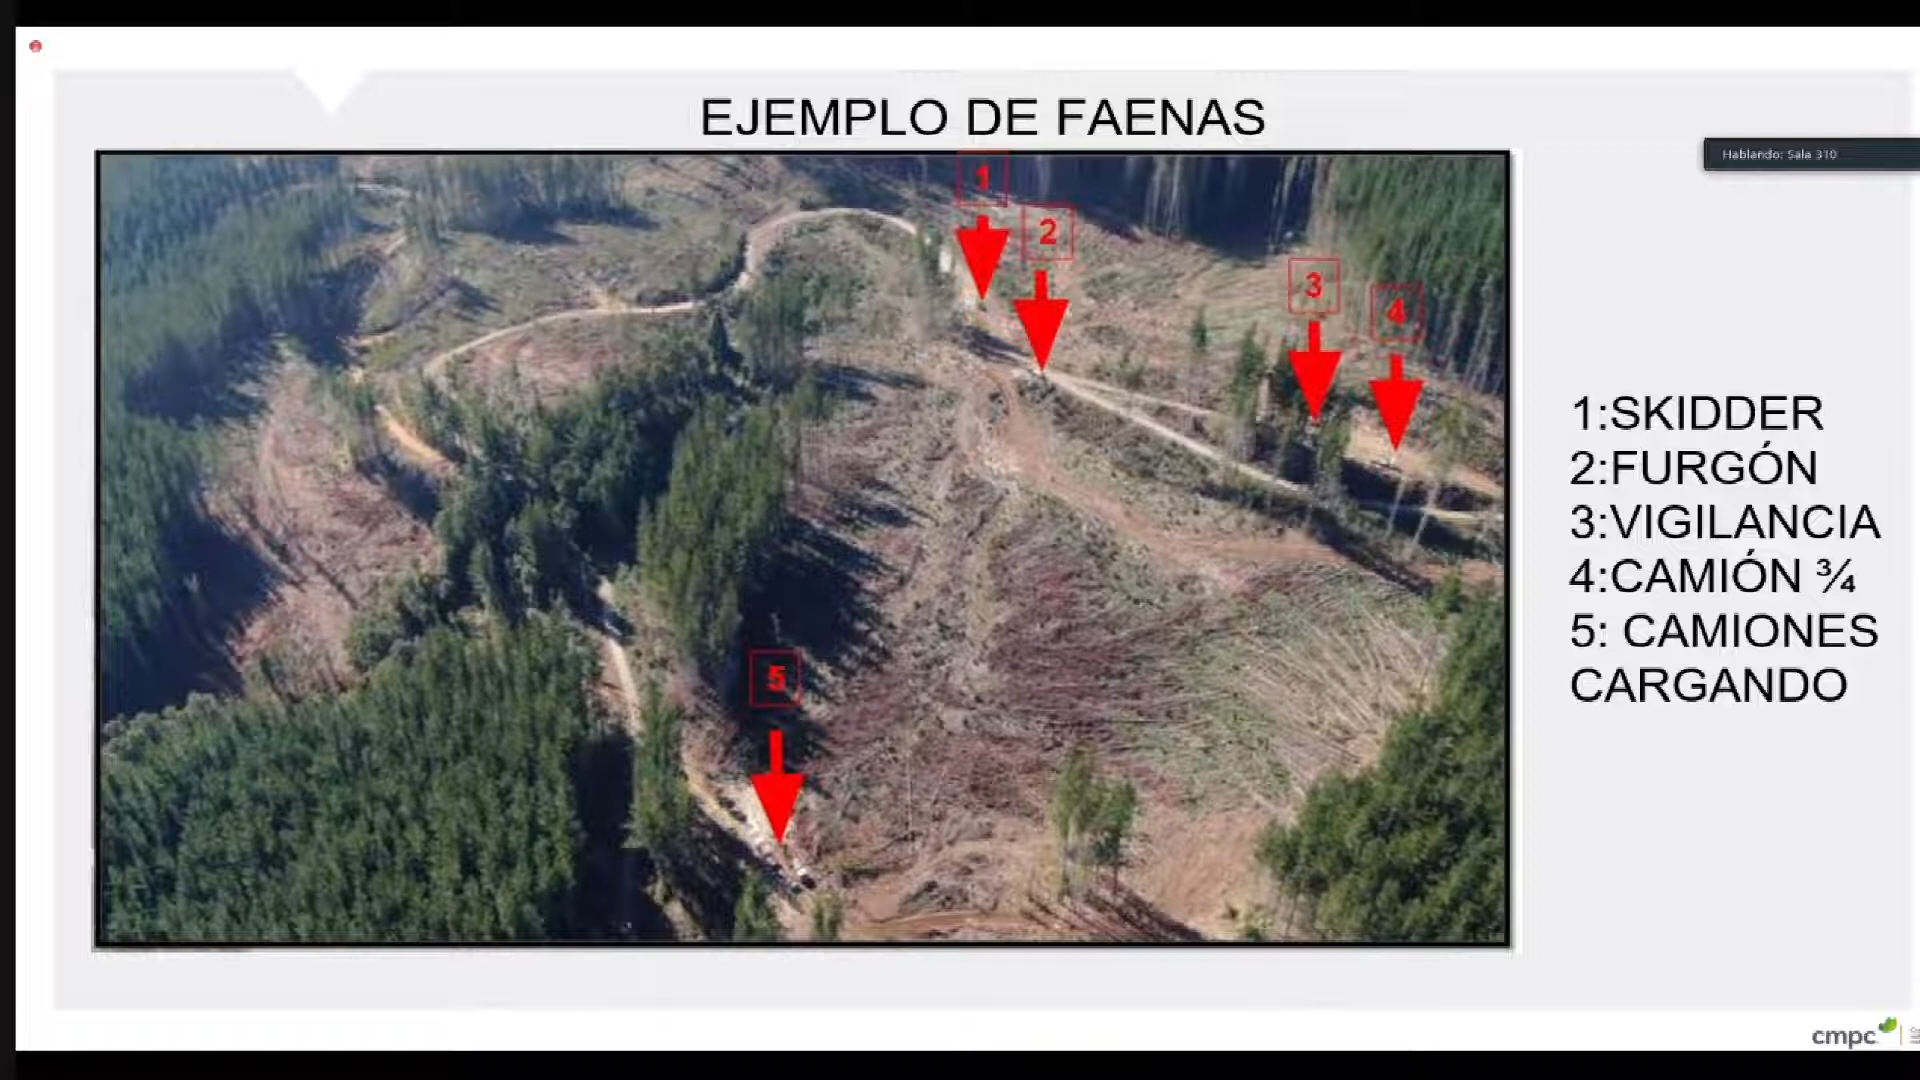 EJEMPLO DE FAENAS
Hablando: Sala 310
1
2
3
4
5
1:SKIDDER
2:FURGÓN
3:VIGILANCIA
4:CAMIÓN ¾
5: CAMIONES
CARGANDO
cmpc